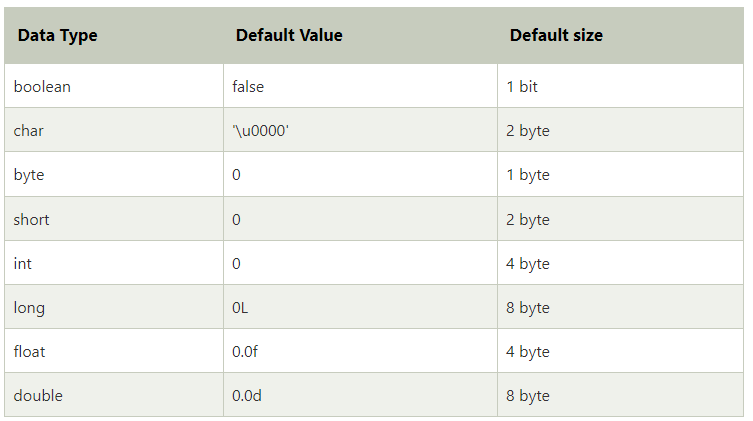 Data Type Default Value Default size
boolean false 1 bit
char '\u0000' 2 byte
byte 0 1 byte
short 0 2 byte
int 0 4 byte
long 0L 8 byte
float 0.0f 4 byte
double 0.0d 8 byte